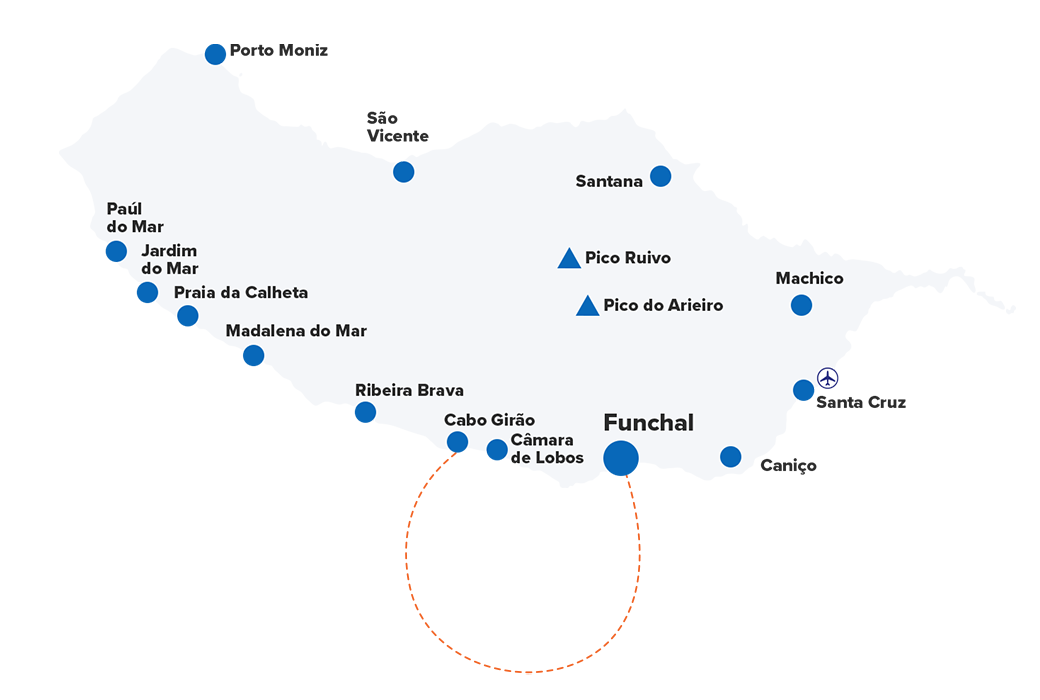 Porto Moniz
São
Vicente
Santana
Paúl
do Mar
Jardim
do Mar
Pico Ruivo
Machico
Praia da Calheta
Pico do Arieiro
Madalena do Mar
Ribeira Brava
Santa Cruz
Cabo Girão
Funchal
Câmara
de Lobos
Caniço